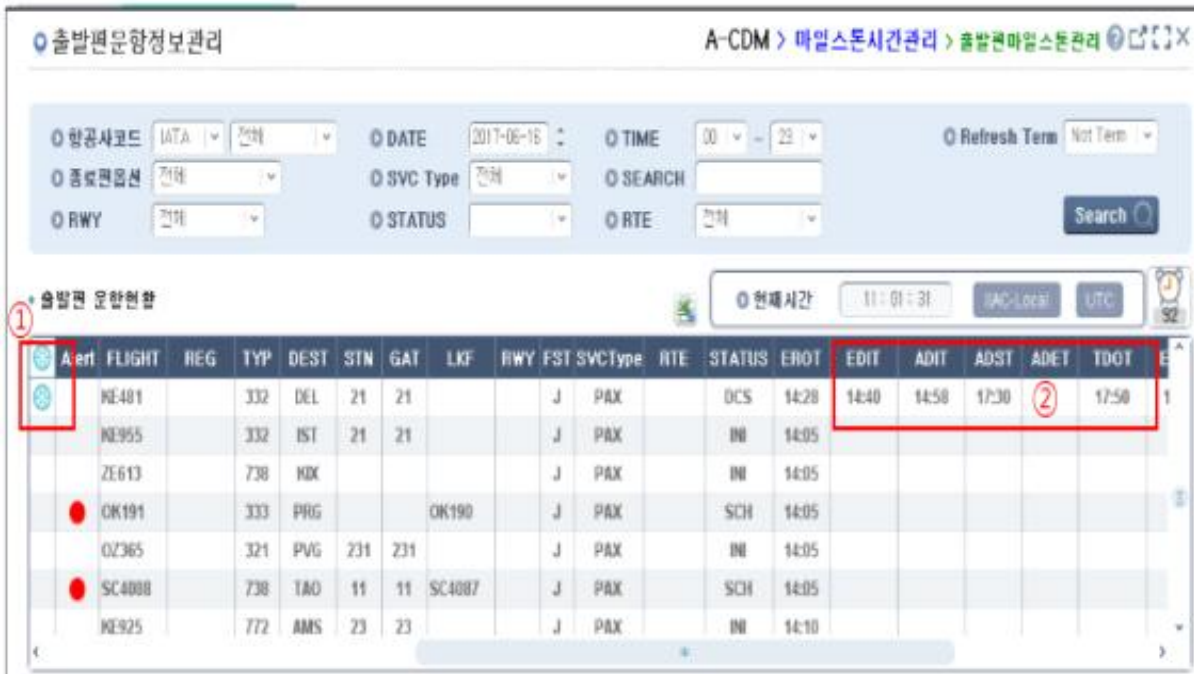 출발편운항정보관리
A-CDM > 마일스톤시간관리 > 출발편마일스톤관리
항공사코드 IATA 전체 DATE 2017-06-16 TIME 00 ~ 23 Refresh Term Not Term
종료편옵션 전체 SVC Type 전체 SEARCH
RWY 전체 STATUS RTE 전체 Search
출발편 운항현황 현재시간 11:01:31 IIAC-Local UTC 92
①
Alert FLIGHT REG TYP DEST STN GAT LKF RWY FST SVCType RTE STATUS EROT EDIT ADIT ADST ADET TDOT E
KE481 332 DEL 21 21 J PAX DCS 14:28 14:40 14:58 17:30 ② 17:50 1
KE955 332 IST 21 21 J PAX INI 14:05
ZE613 738 KIX J PAX INI 14:05
OK191 333 PRG OK190 J PAX SCH 14:05
OZ365 321 PVG 231 231 J PAX INI 14:05
SC4088 738 TAO 11 11 SC4087 J PAX SCH 14:05
KE925 772 AMS 23 23 J PAX INI 14:10